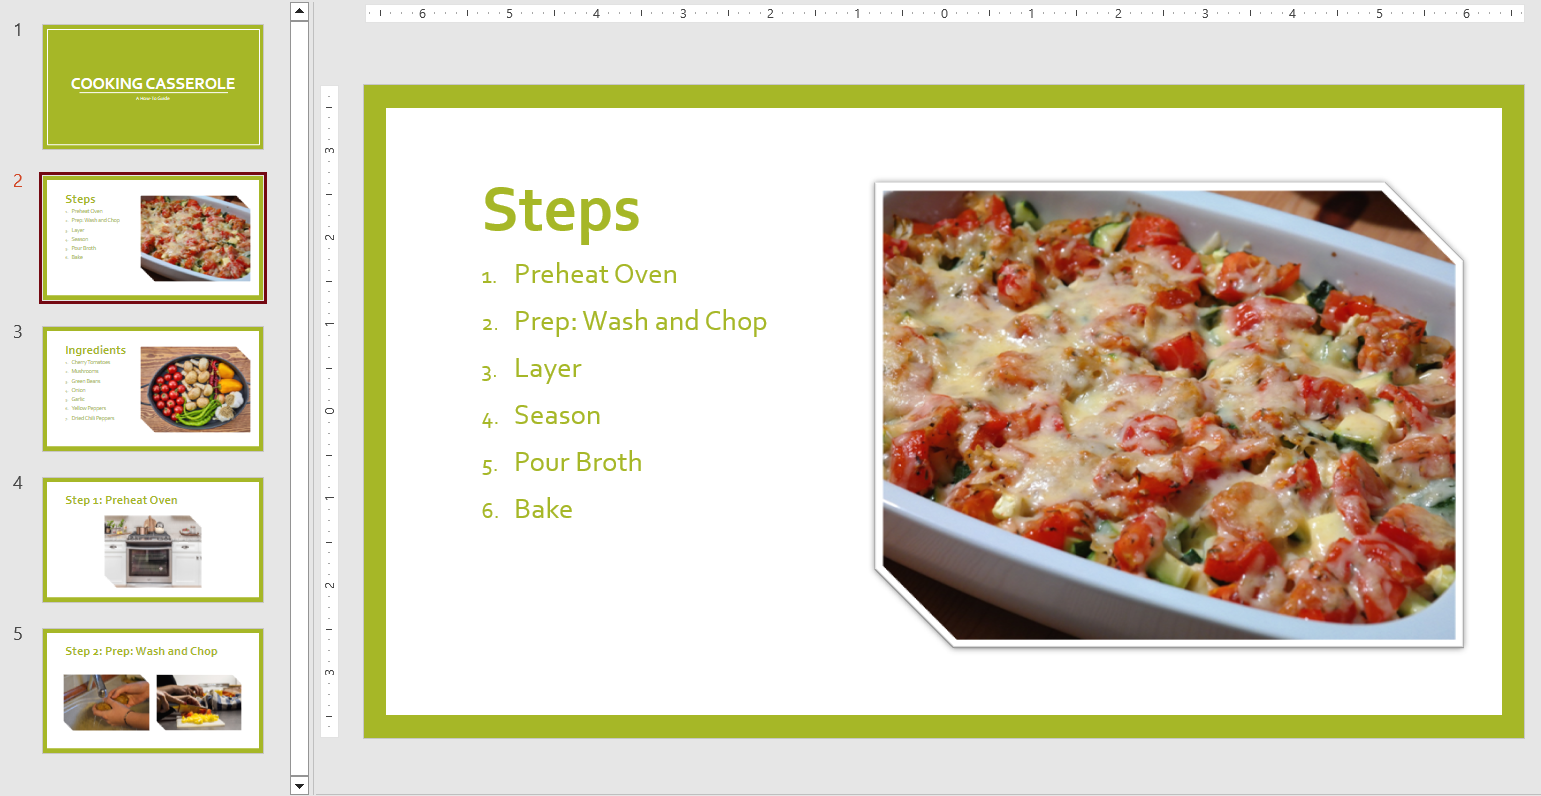 6 5 4 3 2 1 0 1 2 3 4 5 6
1
COOKING CASEROLE
A How-To Guide
2
Steps
Preheat Oven
Prep: Wash and Chop
Layer
Season
Pour Broth
Bake
3
Ingredients
Cherry Tomatoes
Mushrooms
Green Beans
Onion
Garlic
Yellow Peppers
Dried Chili Peppers
4
Step 1: Preheat Oven
5
Step 2: Prep: Wash and Chop
3
2
1
0
1
2
3
Steps
1. Preheat Oven
2. Prep: Wash and Chop
3. Layer
4. Season
5. Pour Broth
6. Bake